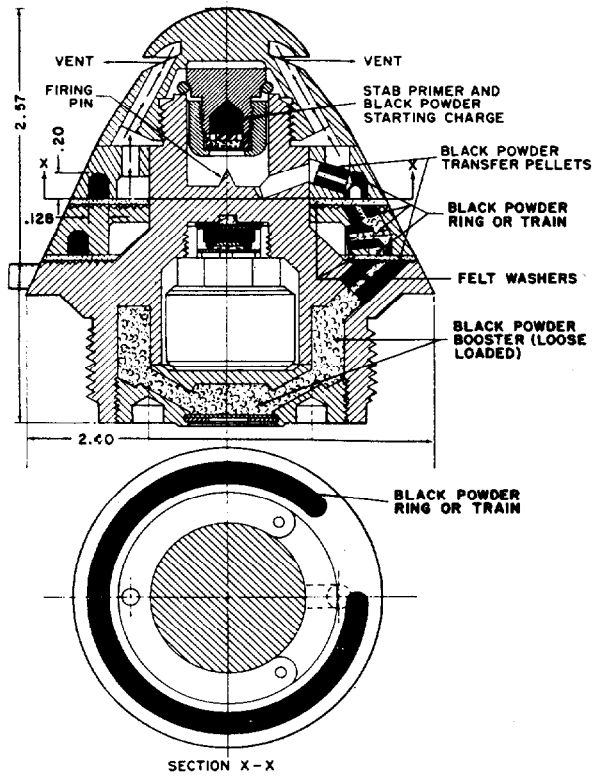 VENT
VENT
FIRING
PIN
STAB PRIMER AND
BLACK POWDER
STARTING CHARGE
2.57
.20
X
X
BLACK POWDER
TRANSFER PELLETS
.128
BLACK POWDER
RING OR TRAIN
FELT WASHERS
BLACK POWDER
BOOSTER (LOOSE
LOADED)
2.40
BLACK POWDER
RING OR TRAIN
SECTION X-X